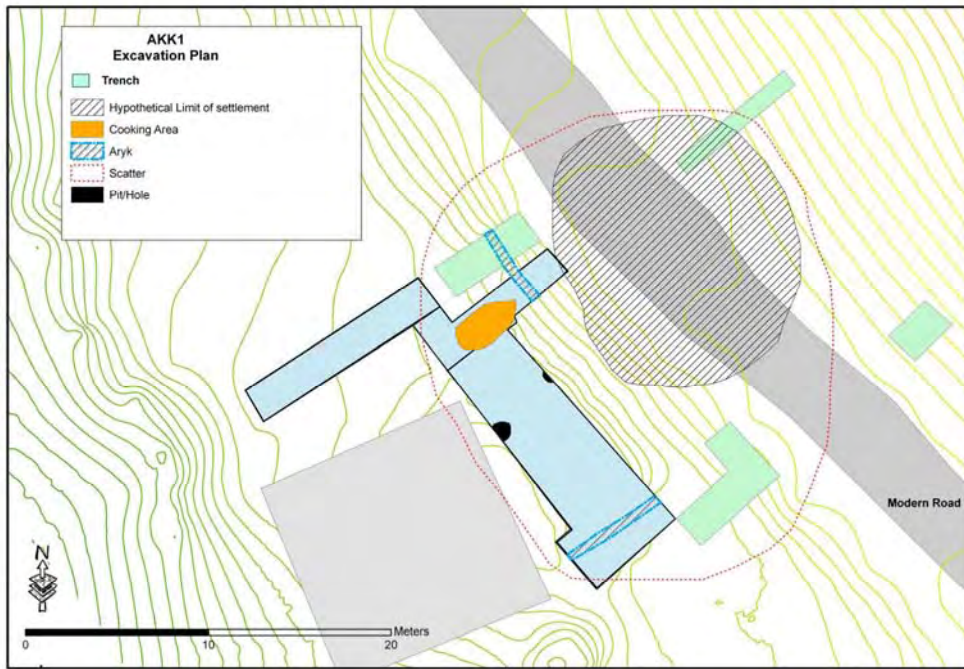 AKK1
Excavation Plan
Trench
Hypothetical Limit of settlement
Cooking Area
Aryk
Scatter
Pit/Hole
Modern Road
N
Meters
0 10 20